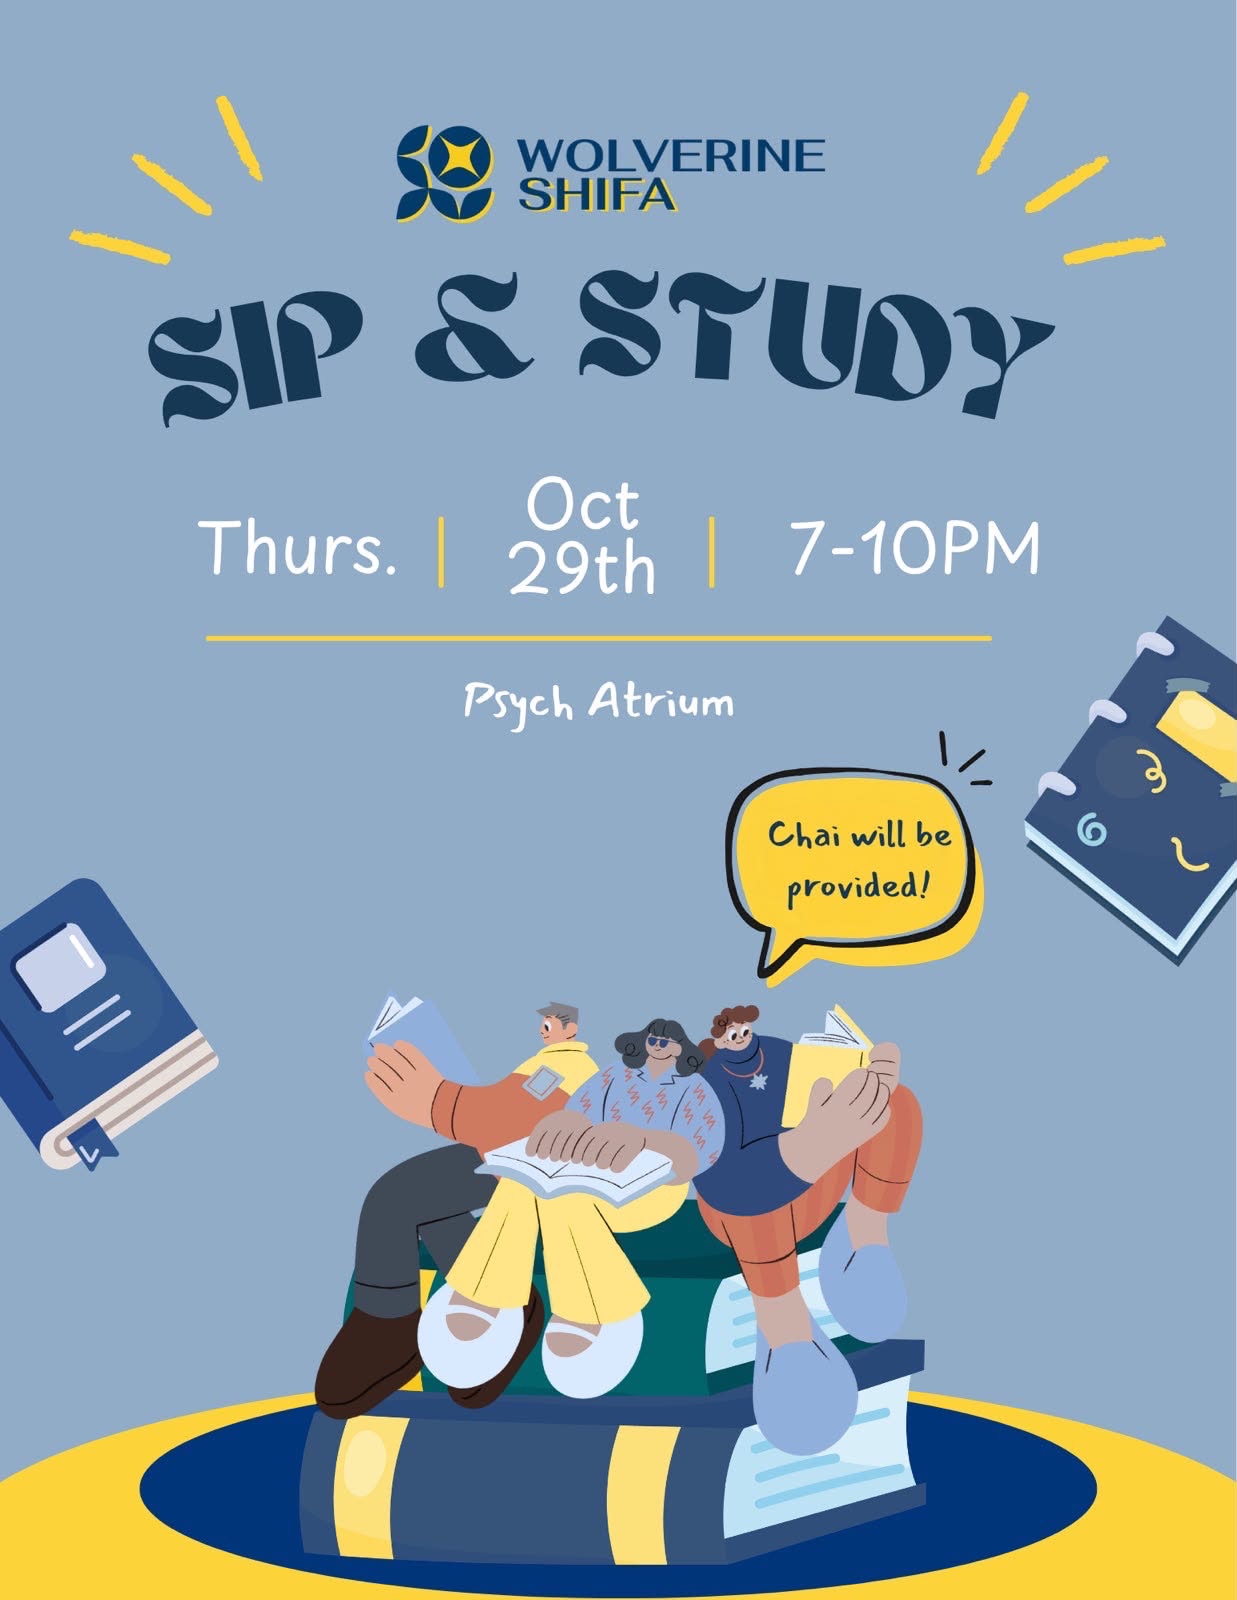 WOLVERINE
SHIFA
SIP & STUDY
Thurs. | Oct 29th | 7-10PM
Psych Atrium
Chai will be
provided!